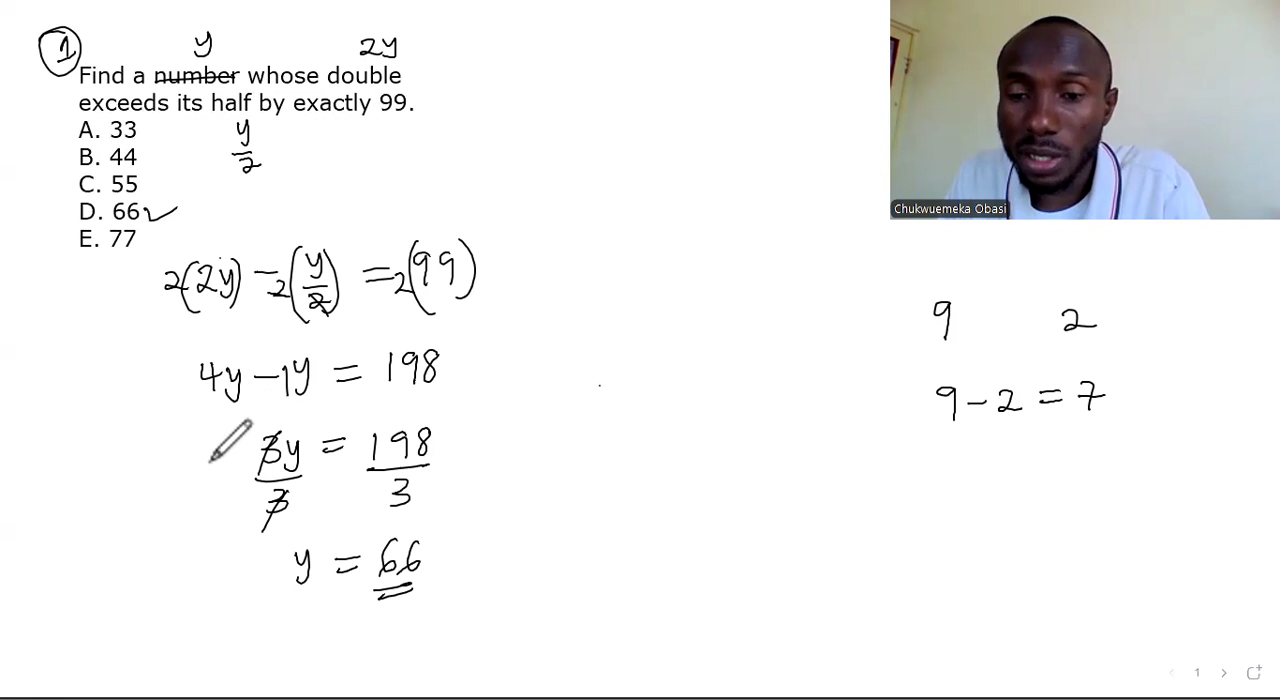 1
y 2y
Find a number whose double
exceeds its half by exactly 99.
A. 33
y/2
B. 44
C. 55
D. 66 ✓
E. 77
2(2y) - 2(y/2) = 2(99)
4y - 1y = 198
3y/3 = 198/3
y = 66
9 2
9 - 2 = 7
Chukwuemeka Obasi
1